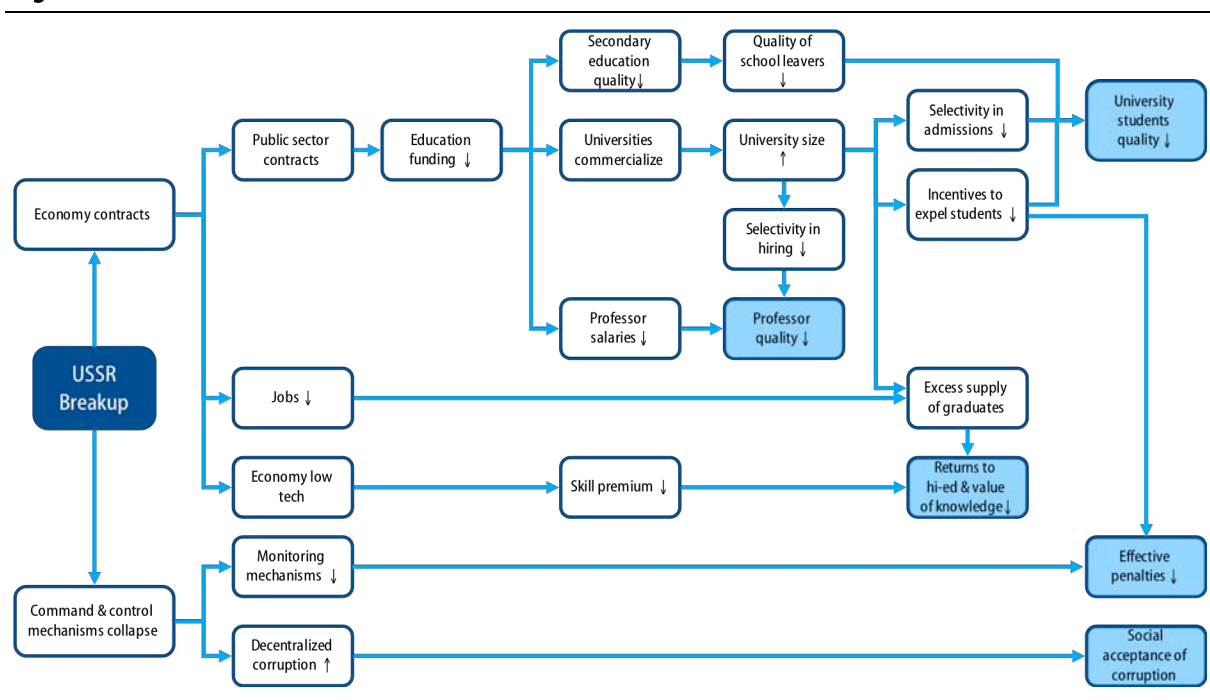 Secondary
education
quality↓
Quality of
school leavers
↓
University
students
quality ↓
Selectivity in
admissions ↓
Public sector
contracts
Education
funding ↓
Universities
commercialize
University size
↑
Incentives to
expel students ↓
Economy contracts
Selectivity in
hiring ↓
Professor
salaries ↓
Professor
quality ↓
USSR
Breakup
Jobs ↓
Excess supply
of graduates
Economy low
tech
Skill premium ↓
Returns to
hi-ed & value
of knowledge↓
Monitoring
mechanisms ↓
Effective
penalties ↓
Command & control
mechanisms collapse
Decentralized
corruption ↑
Social
acceptance of
corruption